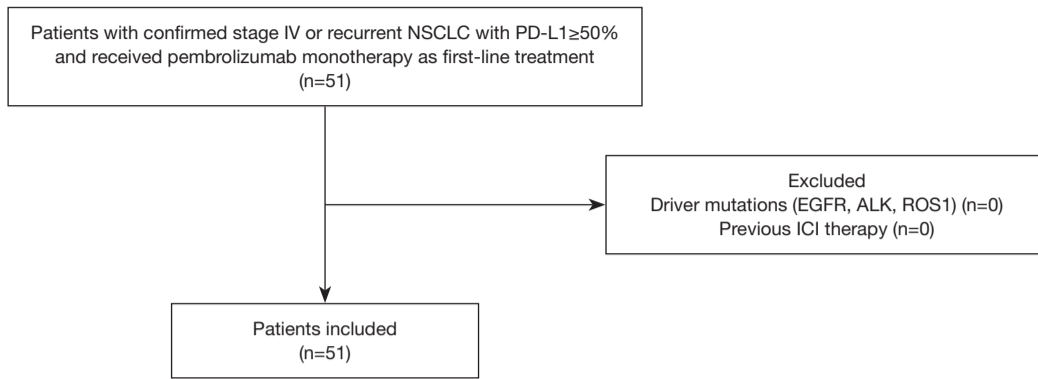 Patients with confirmed stage IV or recurrent NSCLC with PD-L1≥50%
and received pembrolizumab monotherapy as first-line treatment
(n=51)
Excluded
Driver mutations (EGFR, ALK, ROS1) (n=0)
Previous ICI therapy (n=0)
Patients included
(n=51)